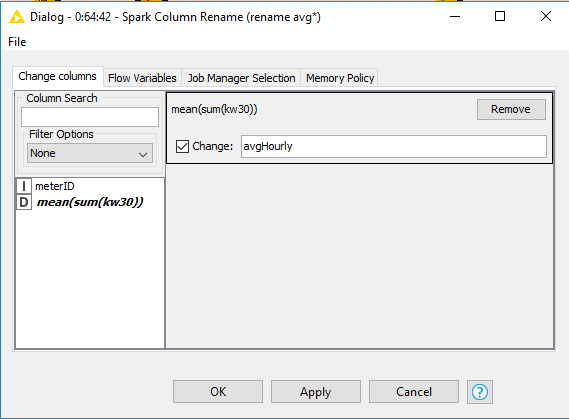 Dialog - 0:64:42 - Spark Column Rename (rename avg*)
File
Change columns Flow Variables Job Manager Selection Memory Policy
Column Search
Filter Options
None
I meterID
D mean(sum(kw30))
mean(sum(kw30)) Remove
Change: avgHourly
OK Apply Cancel ?